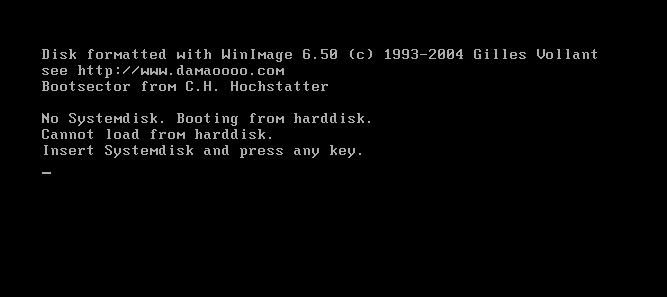 Disk formatted with WinImage 6.50 (c) 1993-2004 Gilles Vollant
see http://www.damaoooo.com
Bootsector from C.H. Hochstatter
No Systemdisk. Booting from harddisk.
Cannot load from harddisk.
Insert Systemdisk and press any key.